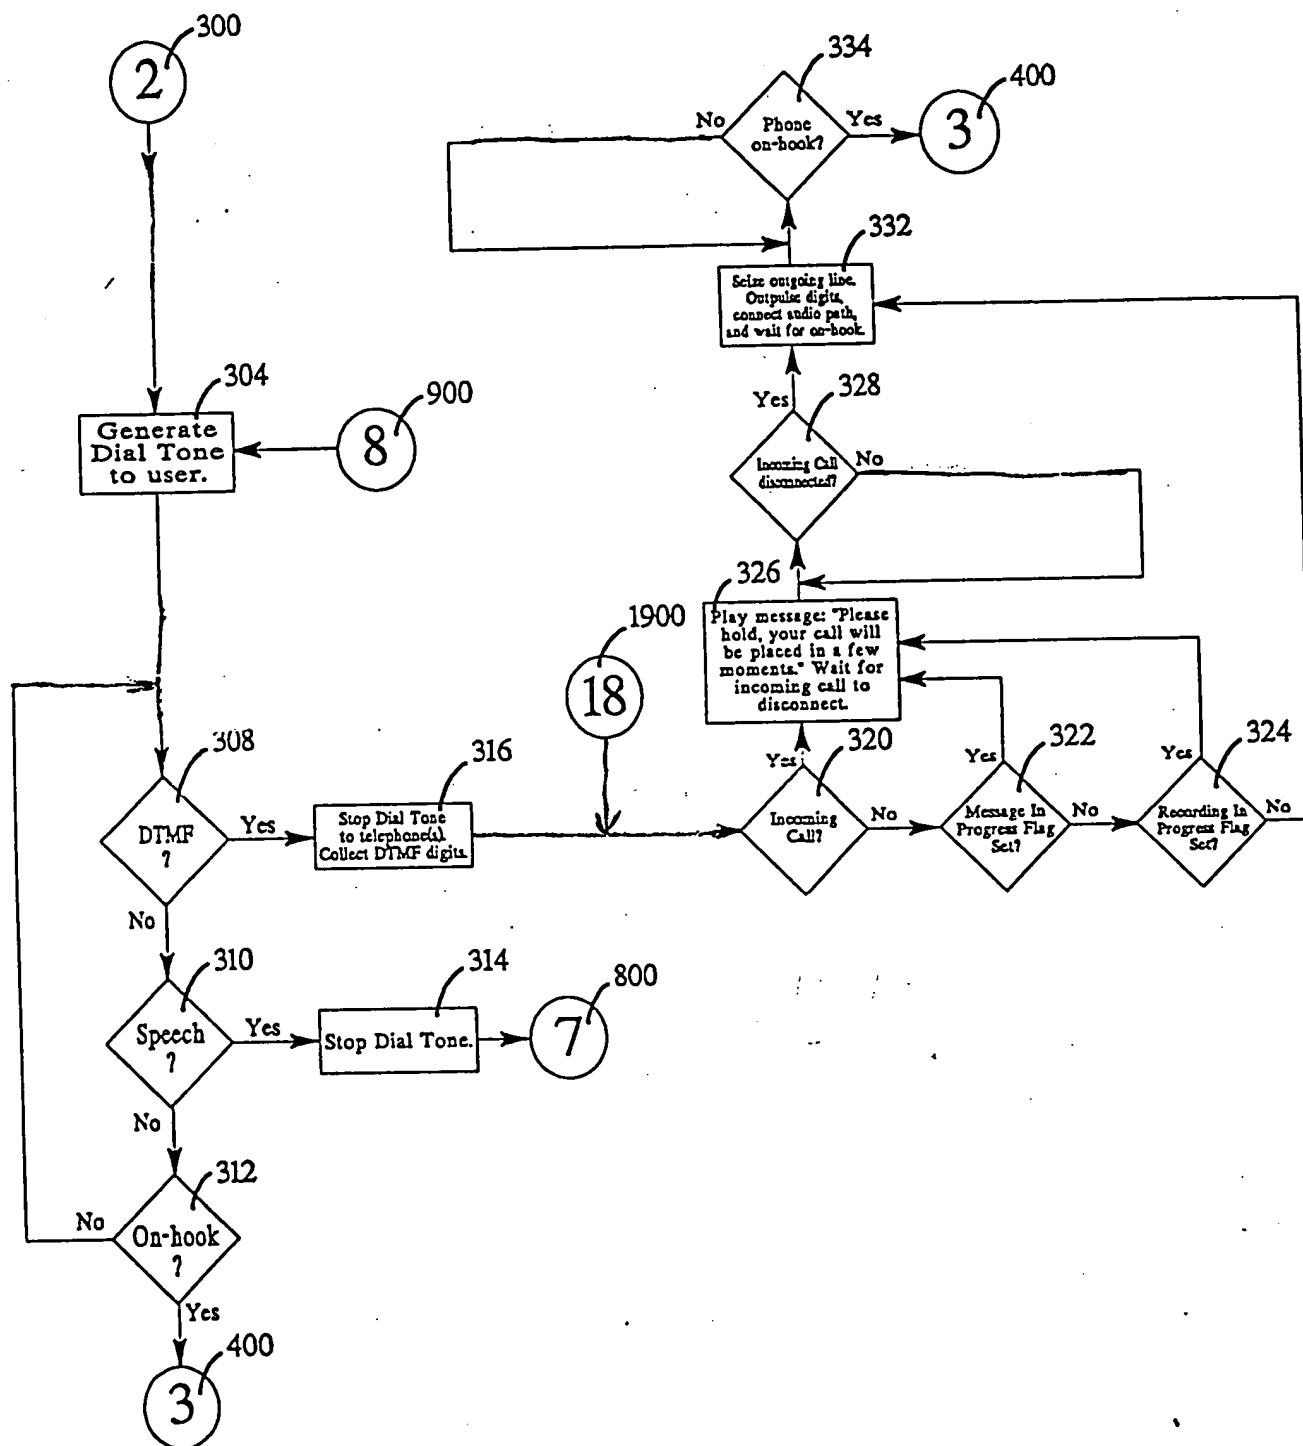 300
2
304
Generate
Dial Tone
to user.
900
8
308
DTMF
?
Yes
No
316
Stop Dial Tone
to telephone(s).
Collect DTMF digits.
310
Speech
?
Yes
No
314
Stop Dial Tone.
800
7
312
On-hook
?
No
Yes
400
3
1900
18
320
Incoming
Call?
Yes
No
322
Message In
Progress Flag
Set?
Yes
No
324
Recording In
Progress Flag
Set?
Yes
No
326
Play message: "Please
hold, your call will
be placed in a few
moments." Wait for
incoming call to
disconnect.
328
Incoming Call
disconnected?
Yes
No
332
Seize outgoing line.
Outpulse digits,
connect audio path,
and wait for on-hook.
334
Phone
on-hook?
No
Yes
400
3